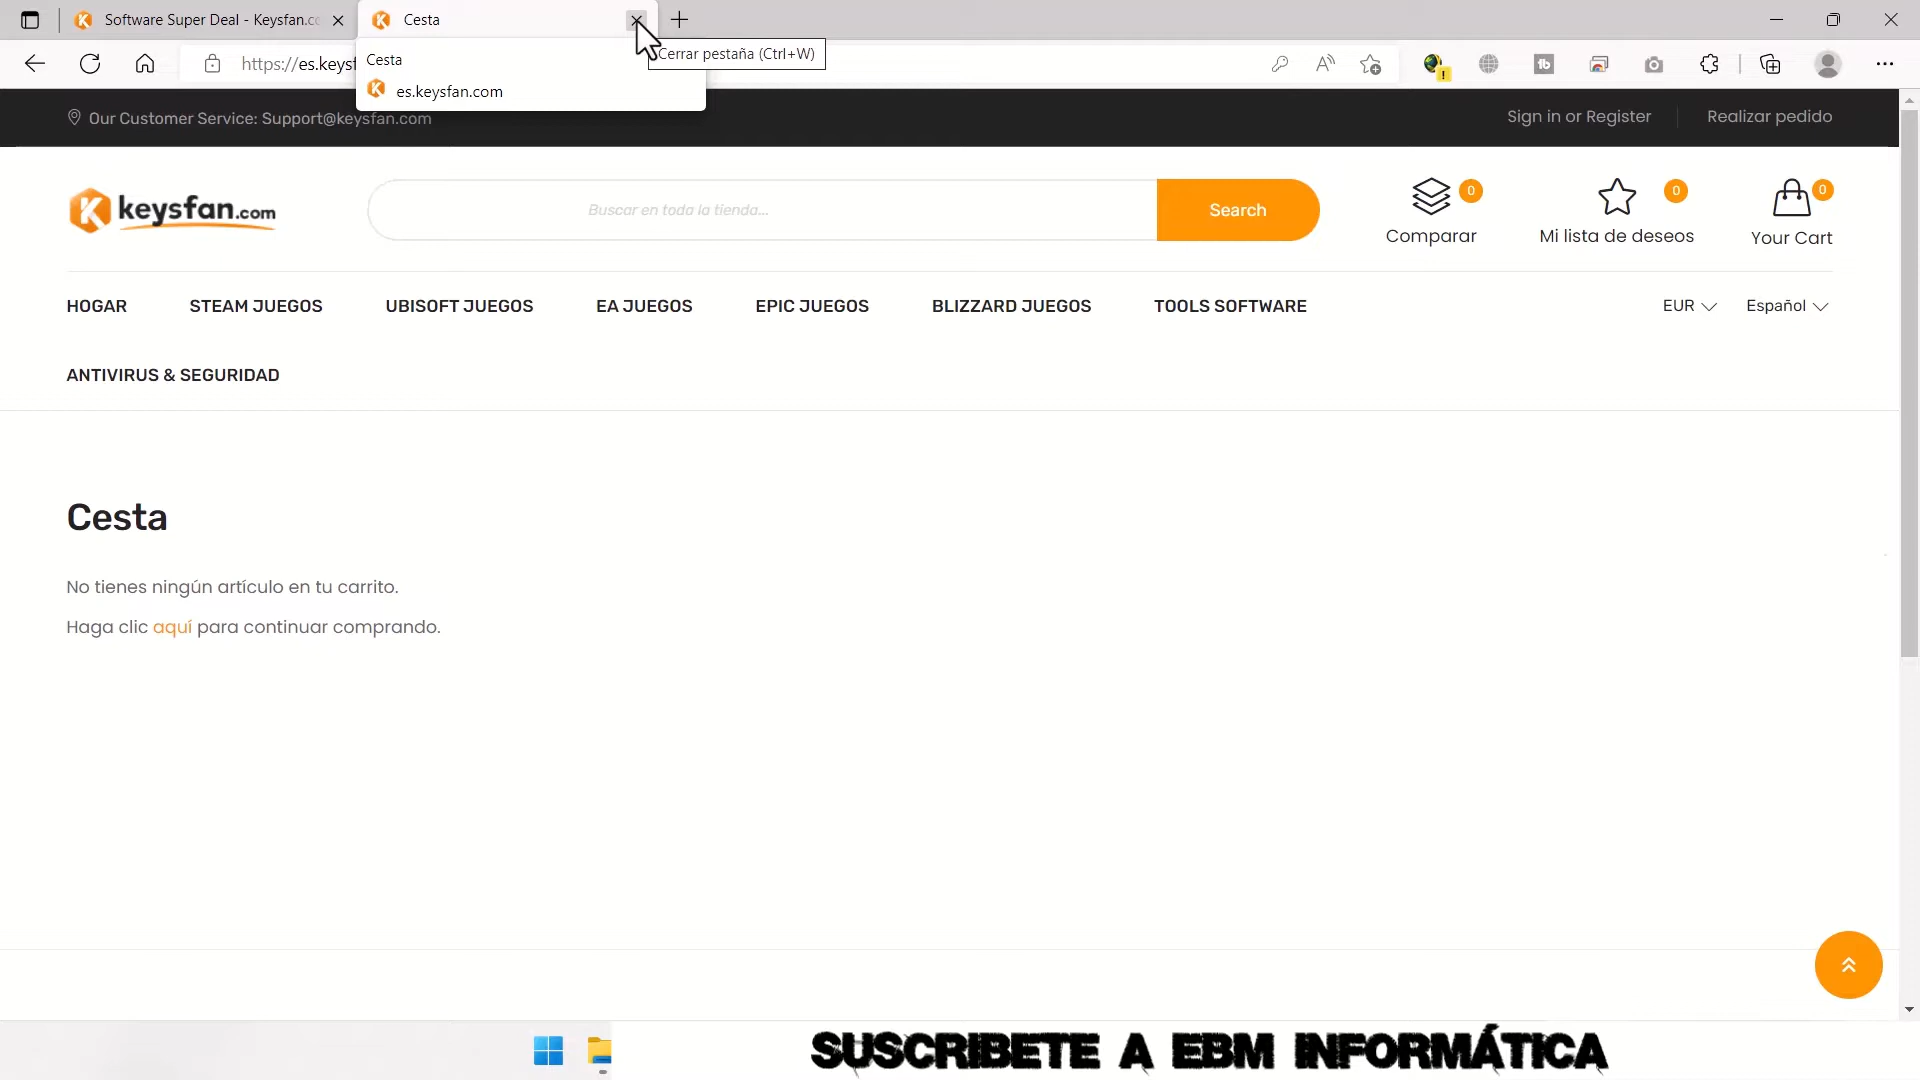 Software Super Deal - Keysfan.co
Cesta
Cerrar pestaña (Ctrl+W)
Cesta
https://es.keysf
es.keysfan.com
Our Customer Service: Support@keysfan.com
Sign in or Register
Realizar pedido
keysfan.com
Buscar en toda la tienda...
Search
0
Comparar
0
Mi lista de deseos
0
Your Cart
HOGAR
STEAM JUEGOS
UBISOFT JUEGOS
EA JUEGOS
EPIC JUEGOS
BLIZZARD JUEGOS
TOOLS SOFTWARE
EUR
Español
ANTIVIRUS & SEGURIDAD
Cesta
No tienes ningún artículo en tu carrito.
Haga clic aquí para continuar comprando.
SUSCRIBETE A EBM INFORMÁTICA